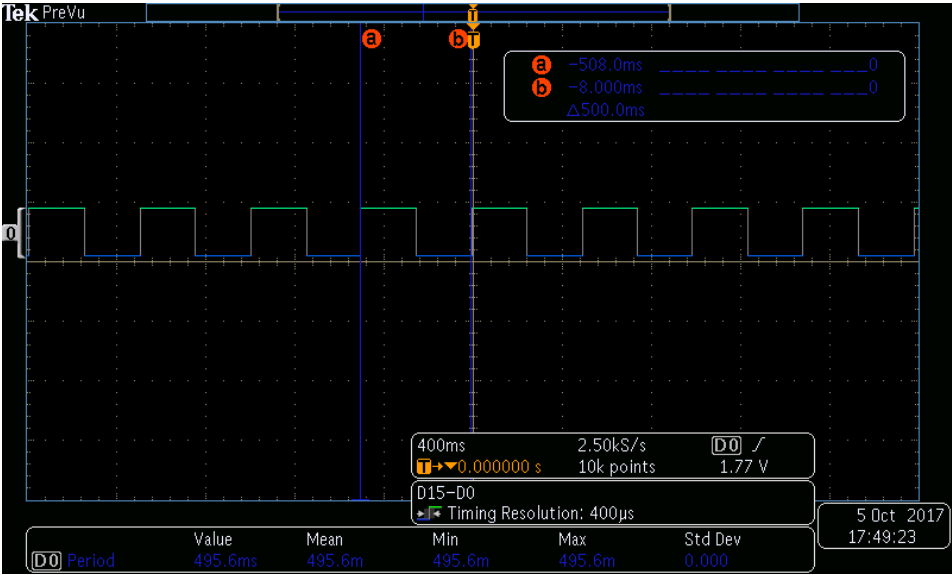 Tek PreVu
T
a b T
a -508.0ms ____ ____ ____ ___0
b -8.000ms ____ ____ ____ ___0
△500.0ms
0
400ms 2.50kS/s D0 ╱
T→▼0.000000 s 10k points 1.77 V
D15-D0
Timing Resolution: 400µs
5 Oct 2017
17:49:23
Value Mean Min Max Std Dev
D0 Period 495.6ms 495.6m 495.6m 495.6m 0.000